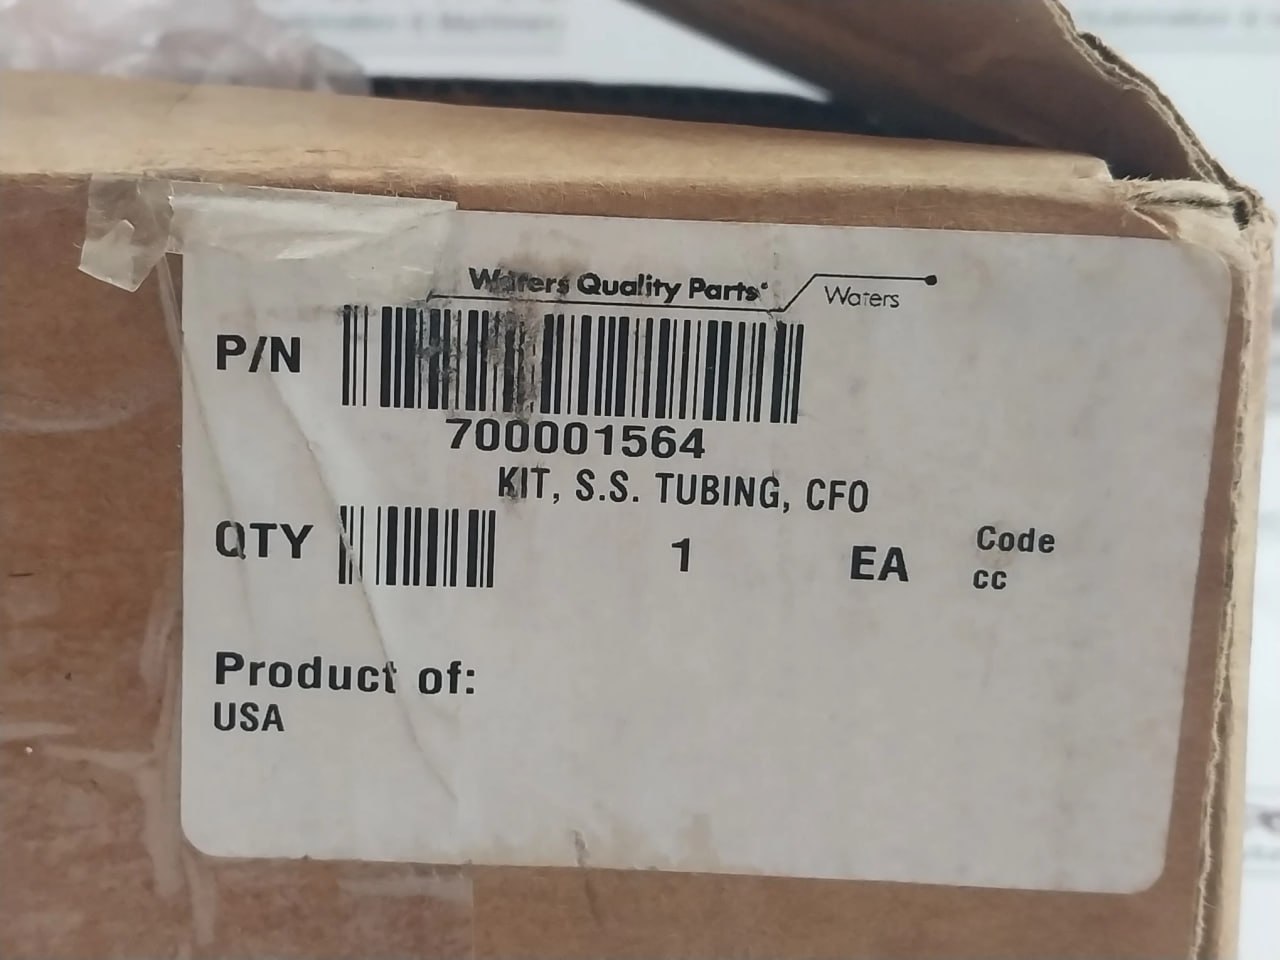 Waters Quality Parts
Waters
P/N
700001564
KIT, S.S. TUBING, CFO
QTY 1 EA Code
CC
Product of:
USA